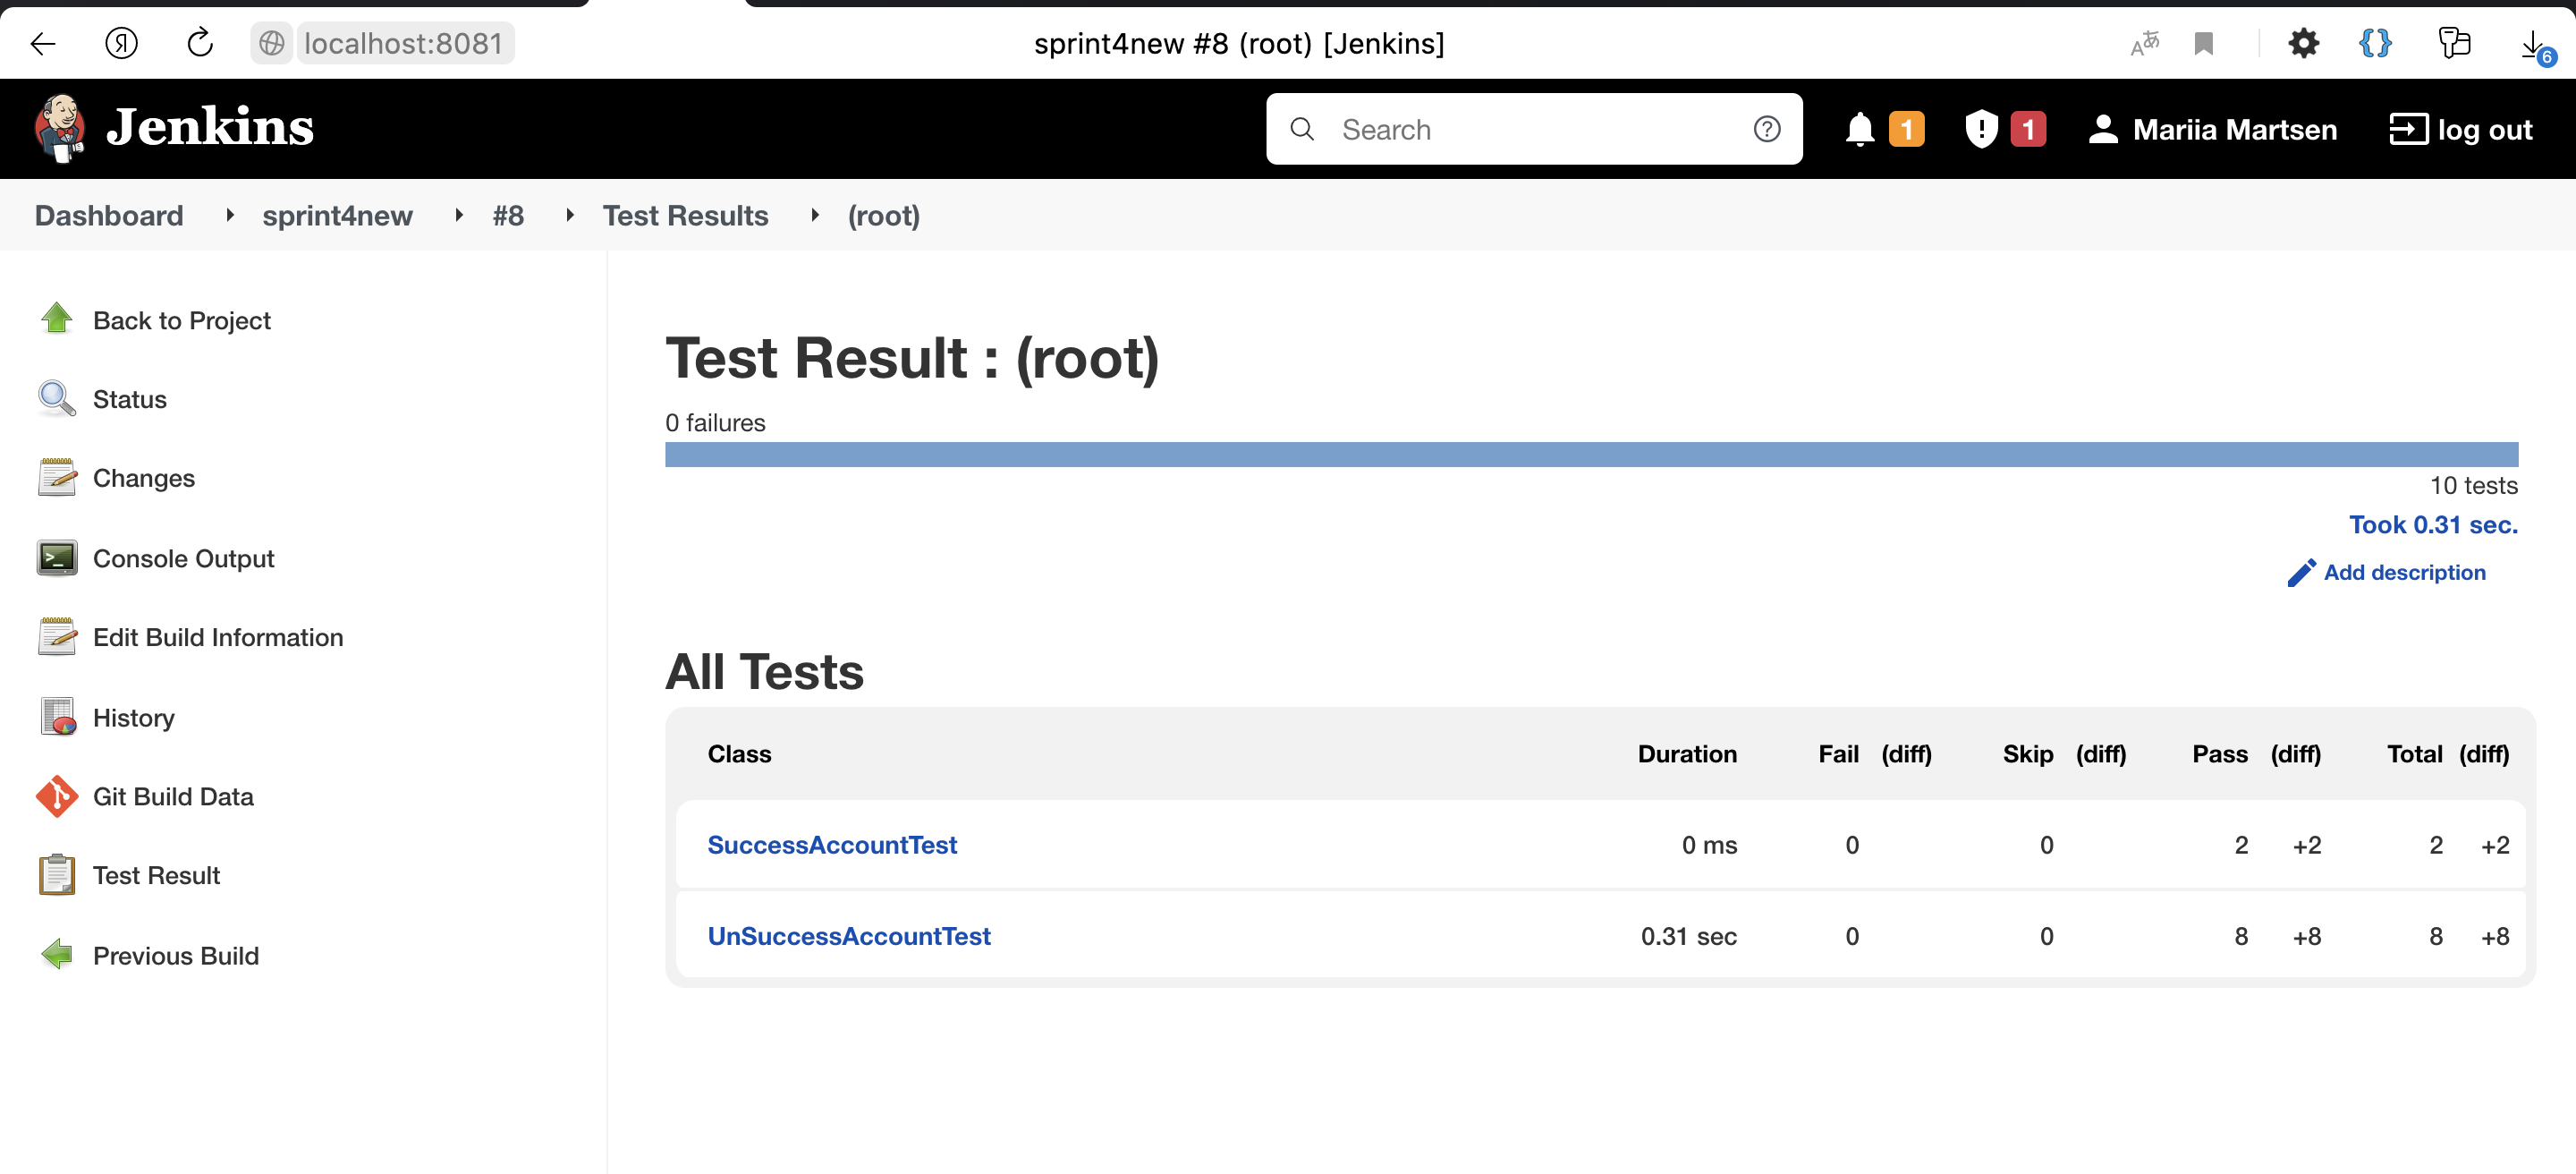 Я localhost:8081 sprint4new #8 (root) [Jenkins] 6
Jenkins Search 1 1 Mariia Martsen log out
Dashboard sprint4new #8 Test Results (root)
Back to Project
Status
Changes
Console Output
Edit Build Information
History
Git Build Data
Test Result
Previous Build
Test Result : (root)
0 failures
10 tests
Took 0.31 sec.
Add description
All Tests
Class Duration Fail (diff) Skip (diff) Pass (diff) Total (diff)
SuccessAccountTest 0 ms 0 0 2 +2 2 +2
UnSuccessAccountTest 0.31 sec 0 0 8 +8 8 +8